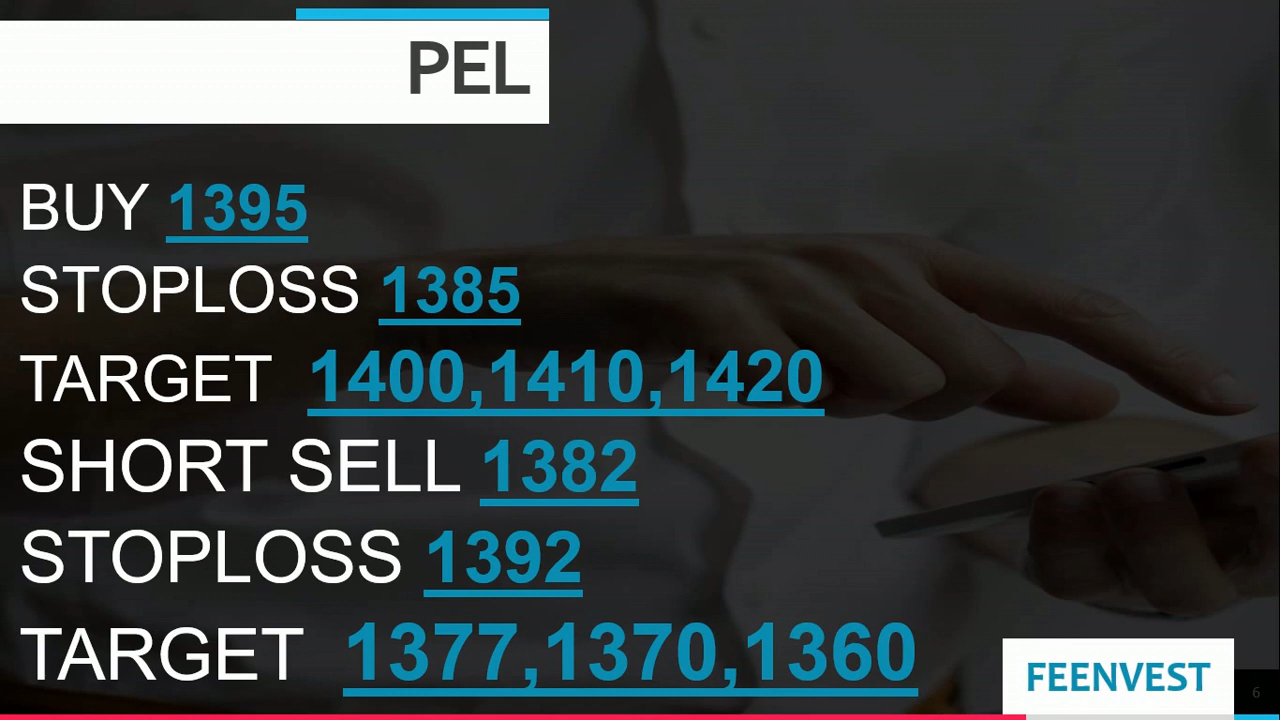 PEL
BUY 1395
STOPLOSS 1385
TARGET 1400,1410,1420
SHORT SELL 1382
STOPLOSS 1392
TARGET 1377,1370,1360
FEENVEST
6